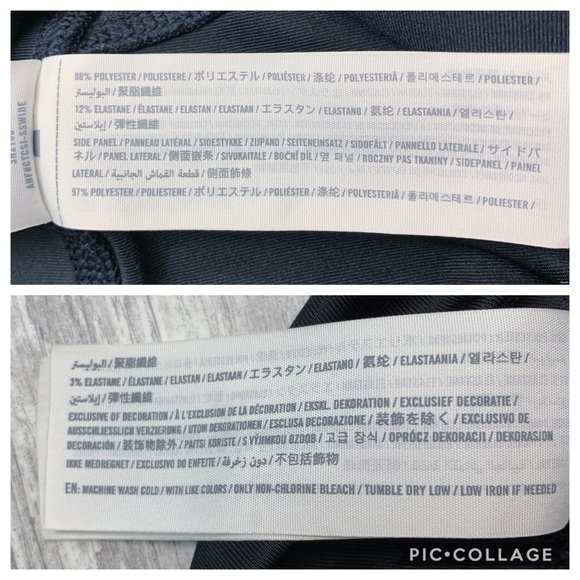 88% POLYESTER / POLIESTERE / ポリエステル / POLIÉSTER / 涤纶 / POLYESTERIÄ / 폴리에스테르 / POLIESTER /
البوليستر / 聚脂纖維
12% ELASTANE / ÉLASTANE / ELASTAN / ELASTAAN / エラスタン / ELASTANO / 氨纶 / ELASTAANIA / 엘라스탄 /
إيلاستين / 彈性纖維
SIDE PANEL / PANNEAU LATÉRAL / SIDESTYKKE / ZIJPAND / SEITENEINSATZ / SIDOFÄLT / PANNELLO LATERALE / サイドパ
ネル / PANEL LATERAL / 側面嵌条 / SIVUKAITALE / BOČNÍ DÍL / 옆 패널 / BOCZNY PAS TKANINY / SIDEPANEL / PAINEL
LATERAL / قطعة القماش الجانبية / 側面飾條
97% POLYESTER / POLIESTERE / ポリエステル / POLIÉSTER / 涤纶 / POLYESTERIÄ / 폴리에스테르 / POLIESTER /
البوليستر / 聚脂纖維
3% ELASTANE / ÉLASTANE / ELASTAN / ELASTAAN / エラスタン / ELASTANO / 氨纶 / ELASTAANIA / 엘라스탄 /
إيلاستين / 彈性纖維
EXCLUSIVE OF DECORATION / À L'EXCLUSION DE LA DÉCORATION / EKSKL. DEKORATION / EXCLUSIEF DECORATIE /
AUSSCHLIESSLICH VERZIERUNG / UTOM DEKORATIONEN / ESCLUSA DECORAZIONE / 装飾を除く / EXCLUSIVO DE
DECORACIÓN / 装饰物除外 / PAITSI KORISTE / S VÝJIMKOU OZDOB / 고급 장식 / OPRÓCZ DEKORACJI / DEKORASJON
IKKE MEDREGNET / EXCLUSIVO DO ENFEITE / دون زخرفة / 不包括飾物
EN: MACHINE WASH COLD / WITH LIKE COLORS / ONLY NON-CHLORINE BLEACH / TUMBLE DRY LOW / LOW IRON IF NEEDED
PIC•COLLAGE